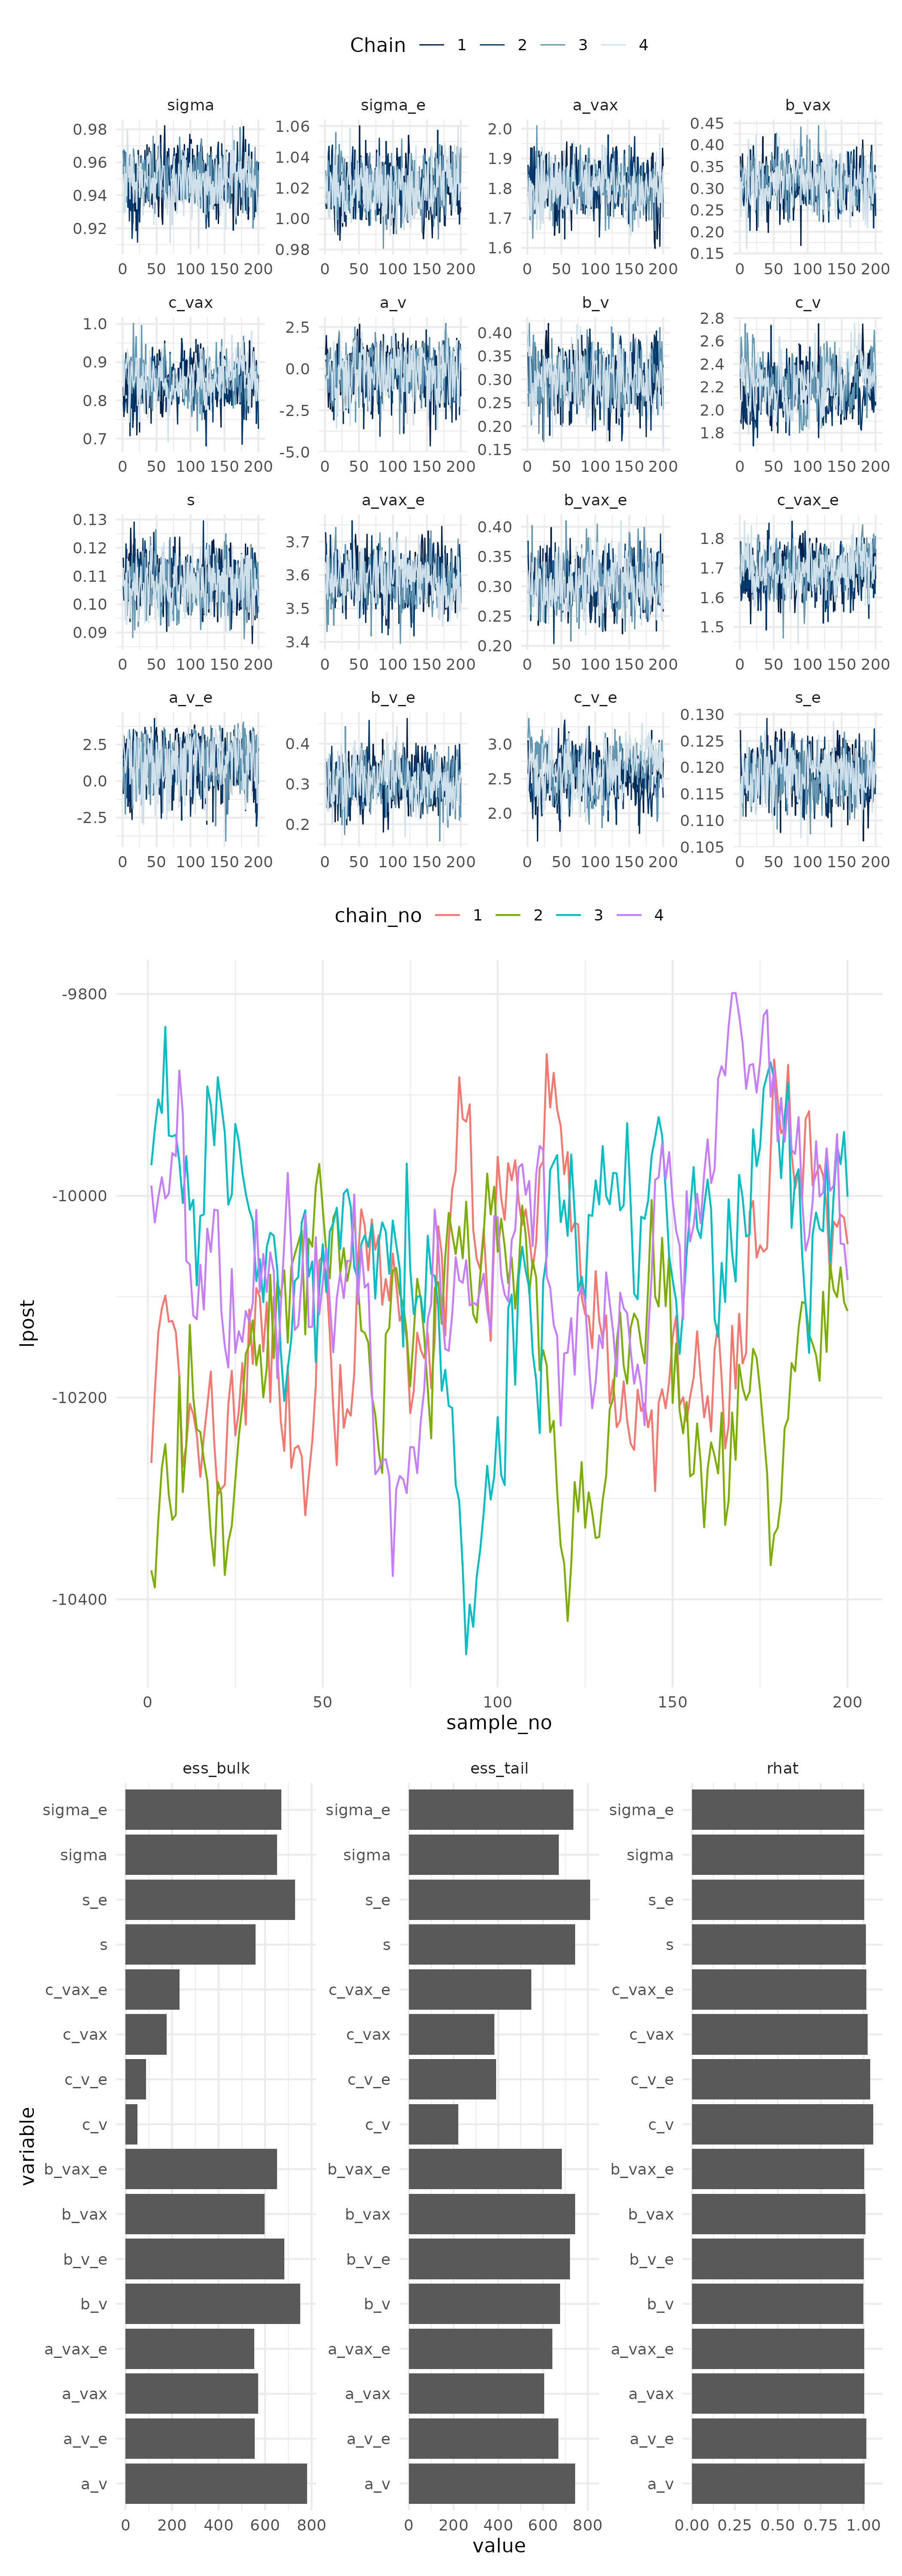 Chain 1 2 3 4
sigma sigma_e a_vax b_vax
0.98 0.96 0.94 0.92
1.06 1.04 1.02 1.00 0.98
2.0 1.9 1.8 1.7 1.6
0.45 0.40 0.35 0.30 0.25 0.20 0.15
0 50 100 150 200 0 50 100 150 200 0 50 100 150 200 0 50 100 150 200
c_vax a_v b_v c_v
1.0 0.9 0.8 0.7
2.5 0.0 -2.5 -5.0
0.40 0.35 0.30 0.25 0.20 0.15
2.8 2.6 2.4 2.2 2.0 1.8
0 50 100 150 200 0 50 100 150 200 0 50 100 150 200 0 50 100 150 200
s a_vax_e b_vax_e c_vax_e
0.13 0.12 0.11 0.10 0.09
3.7 3.6 3.5 3.4
0.40 0.35 0.30 0.25 0.20
1.8 1.7 1.6 1.5
0 50 100 150 200 0 50 100 150 200 0 50 100 150 200 0 50 100 150 200
a_v_e b_v_e c_v_e s_e
2.5 0.0 -2.5
0.4 0.3 0.2
3.0 2.5 2.0
0.130 0.125 0.120 0.115 0.110 0.105
0 50 100 150 200 0 50 100 150 200 0 50 100 150 200 0 50 100 150 200
chain_no 1 2 3 4
lpost
-9800
-10000
-10200
-10400
0 50 100 150 200
sample_no
ess_bulk ess_tail rhat
variable
sigma_e sigma_e sigma_e
sigma sigma sigma
s_e s_e s_e
s s s
c_vax_e c_vax_e c_vax_e
c_vax c_vax c_vax
c_v_e c_v_e c_v_e
c_v c_v c_v
b_vax_e b_vax_e b_vax_e
b_vax b_vax b_vax
b_v_e b_v_e b_v_e
b_v b_v b_v
a_vax_e a_vax_e a_vax_e
a_vax a_vax a_vax
a_v_e a_v_e a_v_e
a_v a_v a_v
0 200 400 600 800 0 200 400 600 800 0.00 0.25 0.50 0.75 1.00
value